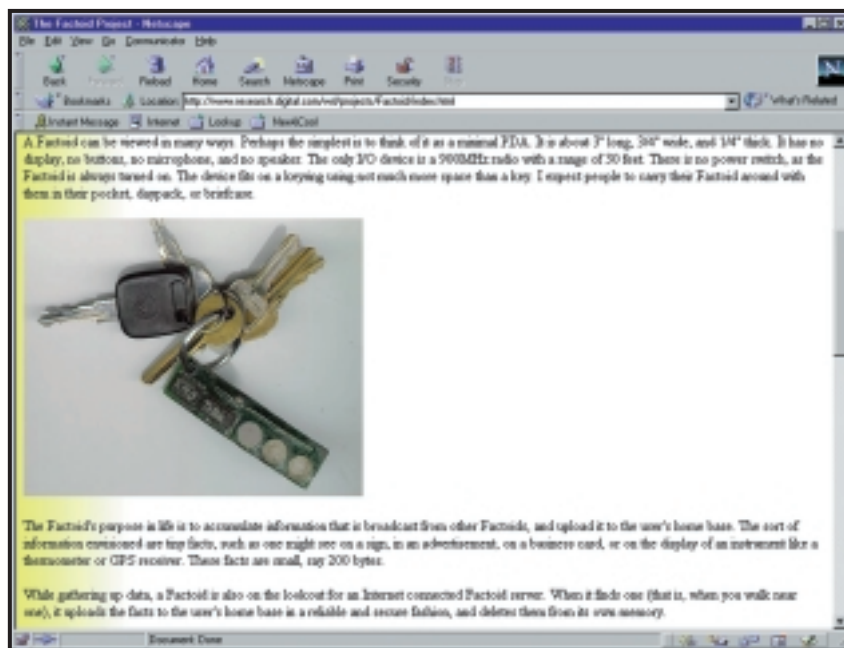 The Factoid Project - Netscape
File Edit View Go Communicator Help
Back Reload Home Search Netscape Print Security
Bookmarks Location: http://www.research.digital.com/wrl/projects/Factoid/index.html What's Related
Instant Message Internet Lookup New&Cool
A Factoid can be viewed in many ways. Perhaps the simplest is to think of it as a minimal PDA. It is about 3" long, 3/4" wide, and 1/4" thick. It has no
display, no buttons, no microphone, and no speaker. The only I/O device is a 900MHz radio with a range of 30 feet. There is no power switch, as the
Factoid is always turned on. The device fits on a keyring using not much more space than a key. I expect people to carry their Factoid around with
them in their pocket, daypack, or briefcase.
The Factoid's purpose in life is to accumulate information that is broadcast from other Factoids, and upload it to the user's home base. The sort of
information envisioned are tiny facts, such as one might see on a sign, in an advertisement, on a business card, or on the display of an instrument like a
thermometer or GPS receiver. These facts are small, say 200 bytes.
While gathering up data, a Factoid is also on the lookout for an Internet connected Factoid server. When it finds one (that is, when you walk near
one), it uploads the facts to the user's home base in a reliable and secure fashion, and deletes them from its own memory.
Document: Done